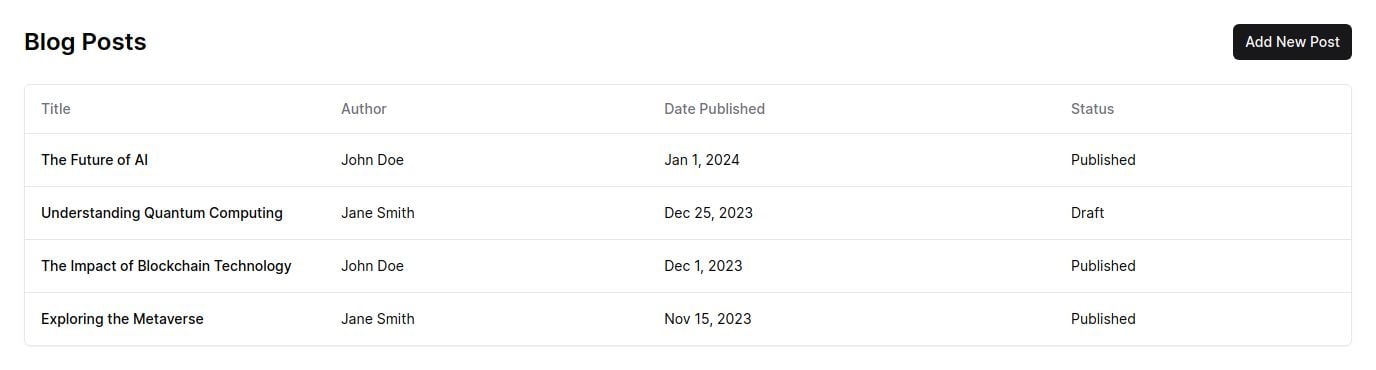 Blog Posts
Add New Post
Title Author Date Published Status
The Future of AI John Doe Jan 1, 2024 Published
Understanding Quantum Computing Jane Smith Dec 25, 2023 Draft
The Impact of Blockchain Technology John Doe Dec 1, 2023 Published
Exploring the Metaverse Jane Smith Nov 15, 2023 Published